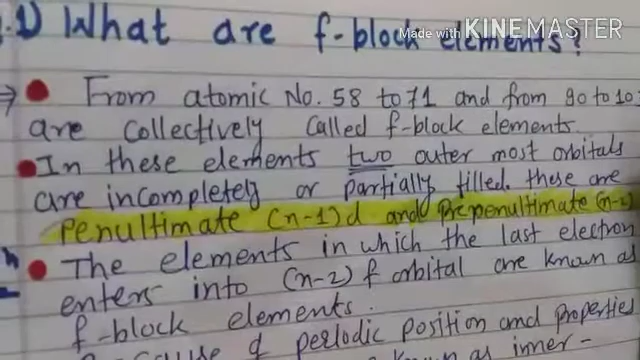 1) What are f-block elements?
Made with KINEMASTER
⇒ ● From atomic No. 58 to 71 and from 90 to 10
are collectively called f-block elements
● In these elements two outer most orbitals
are incompletely or partially filled. these are
penultimate (n-1)d and prepenultimate (n-2)
● The elements in which the last electron
enters into (n-2) f orbital are known as
f-block elements.
of periodic position and properties
known as inner-